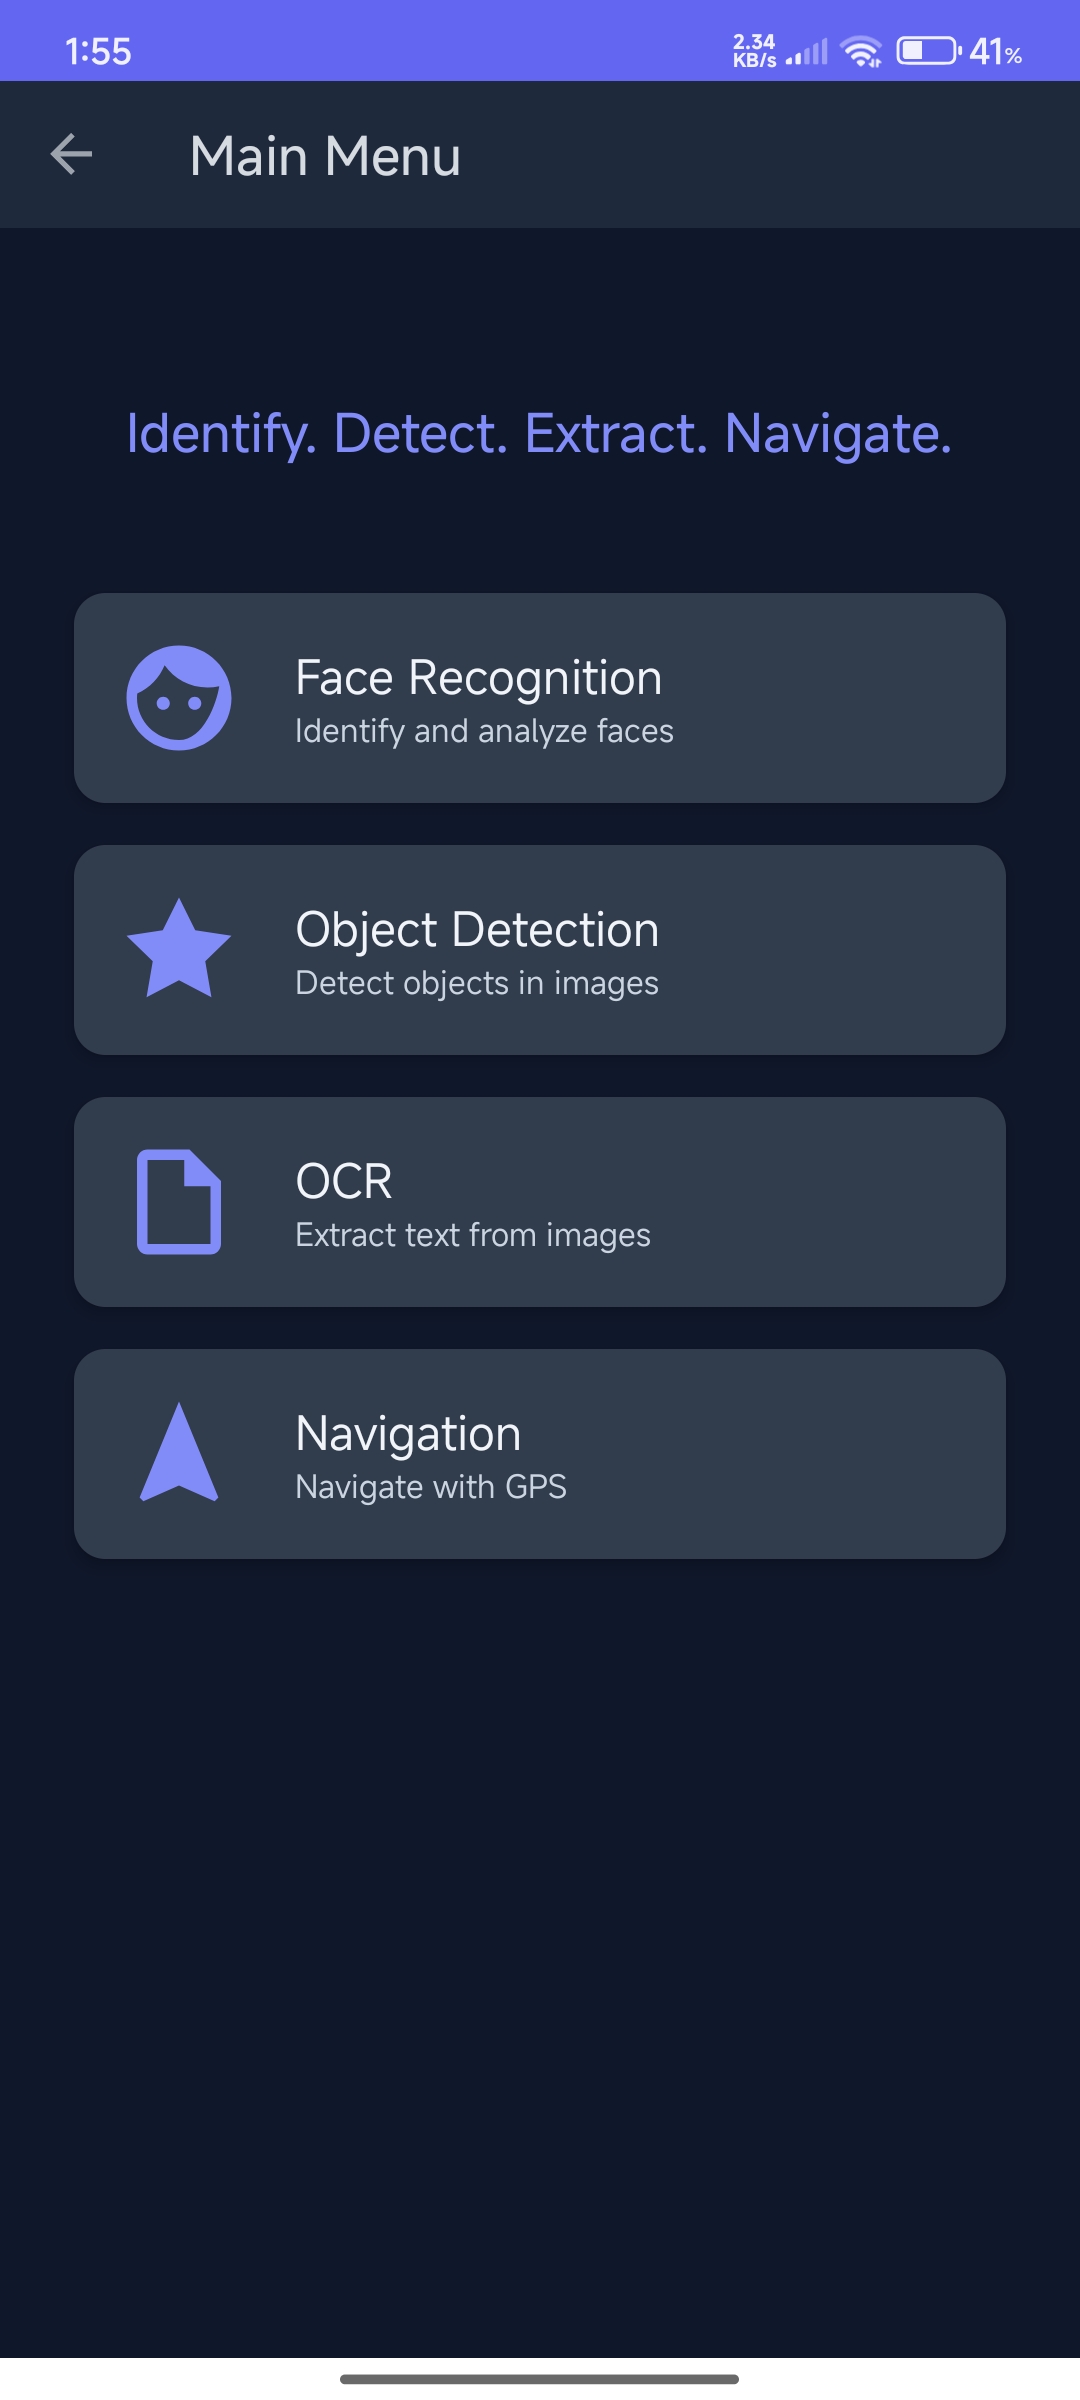 1:55
2.34
KB/s
41%
Main Menu
Identify. Detect. Extract. Navigate.
Face Recognition
Identify and analyze faces
Object Detection
Detect objects in images
OCR
Extract text from images
Navigation
Navigate with GPS